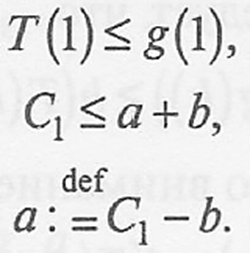 T(1) ≤ g(1),
C₁ ≤ a + b,
def
a := C₁ − b.